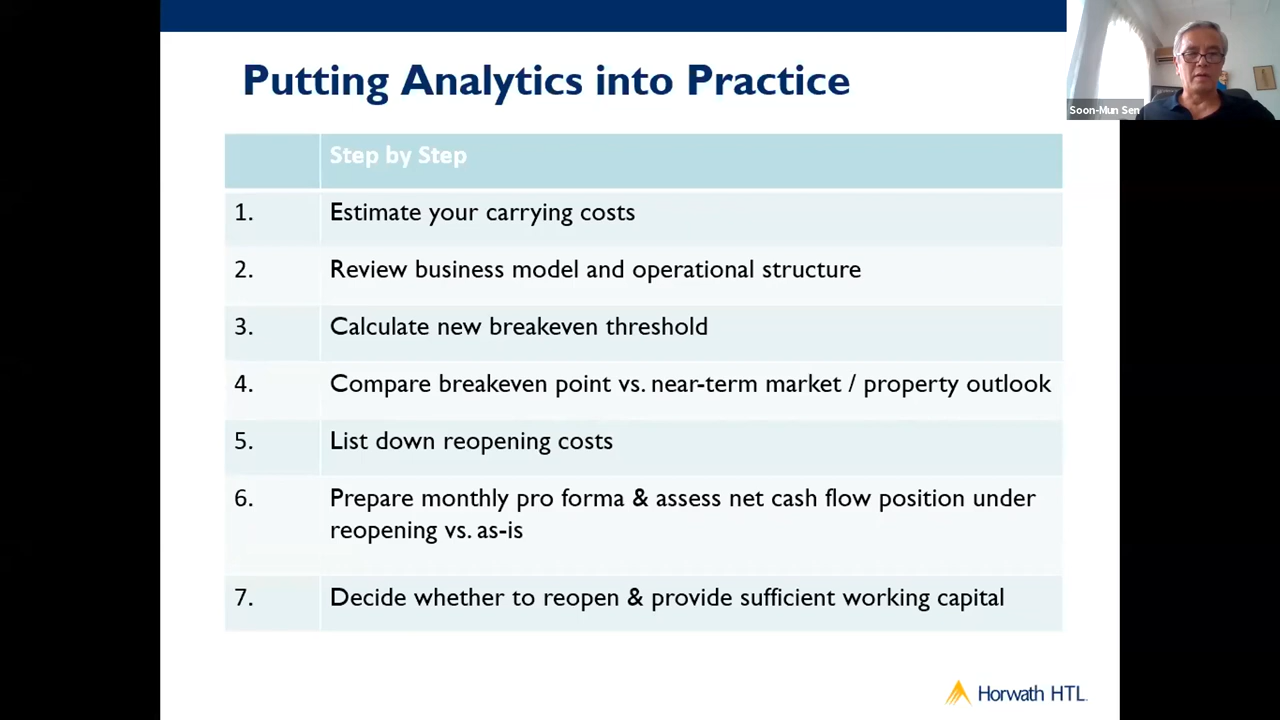 Putting Analytics into Practice
Soon-Mun Sen
Step by Step
1. Estimate your carrying costs
2. Review business model and operational structure
3. Calculate new breakeven threshold
4. Compare breakeven point vs. near-term market / property outlook
5. List down reopening costs
6. Prepare monthly pro forma & assess net cash flow position under
reopening vs. as-is
7. Decide whether to reopen & provide sufficient working capital
Horwath HTL.